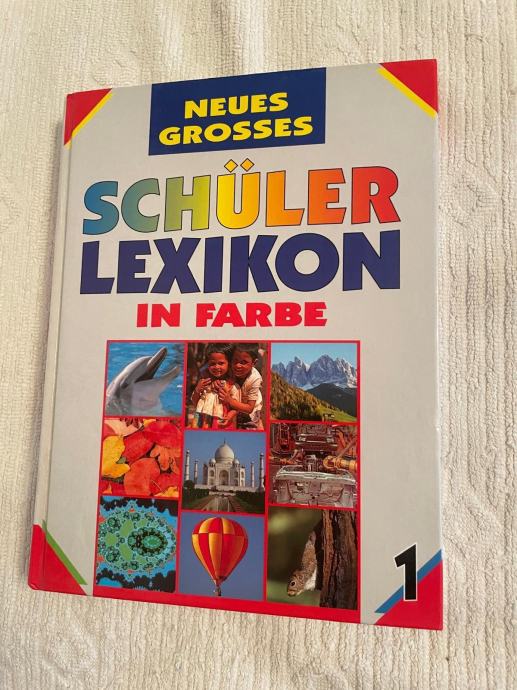 NEUES
GROSSES
SCHÜLER
LEXIKON
IN FARBE
1